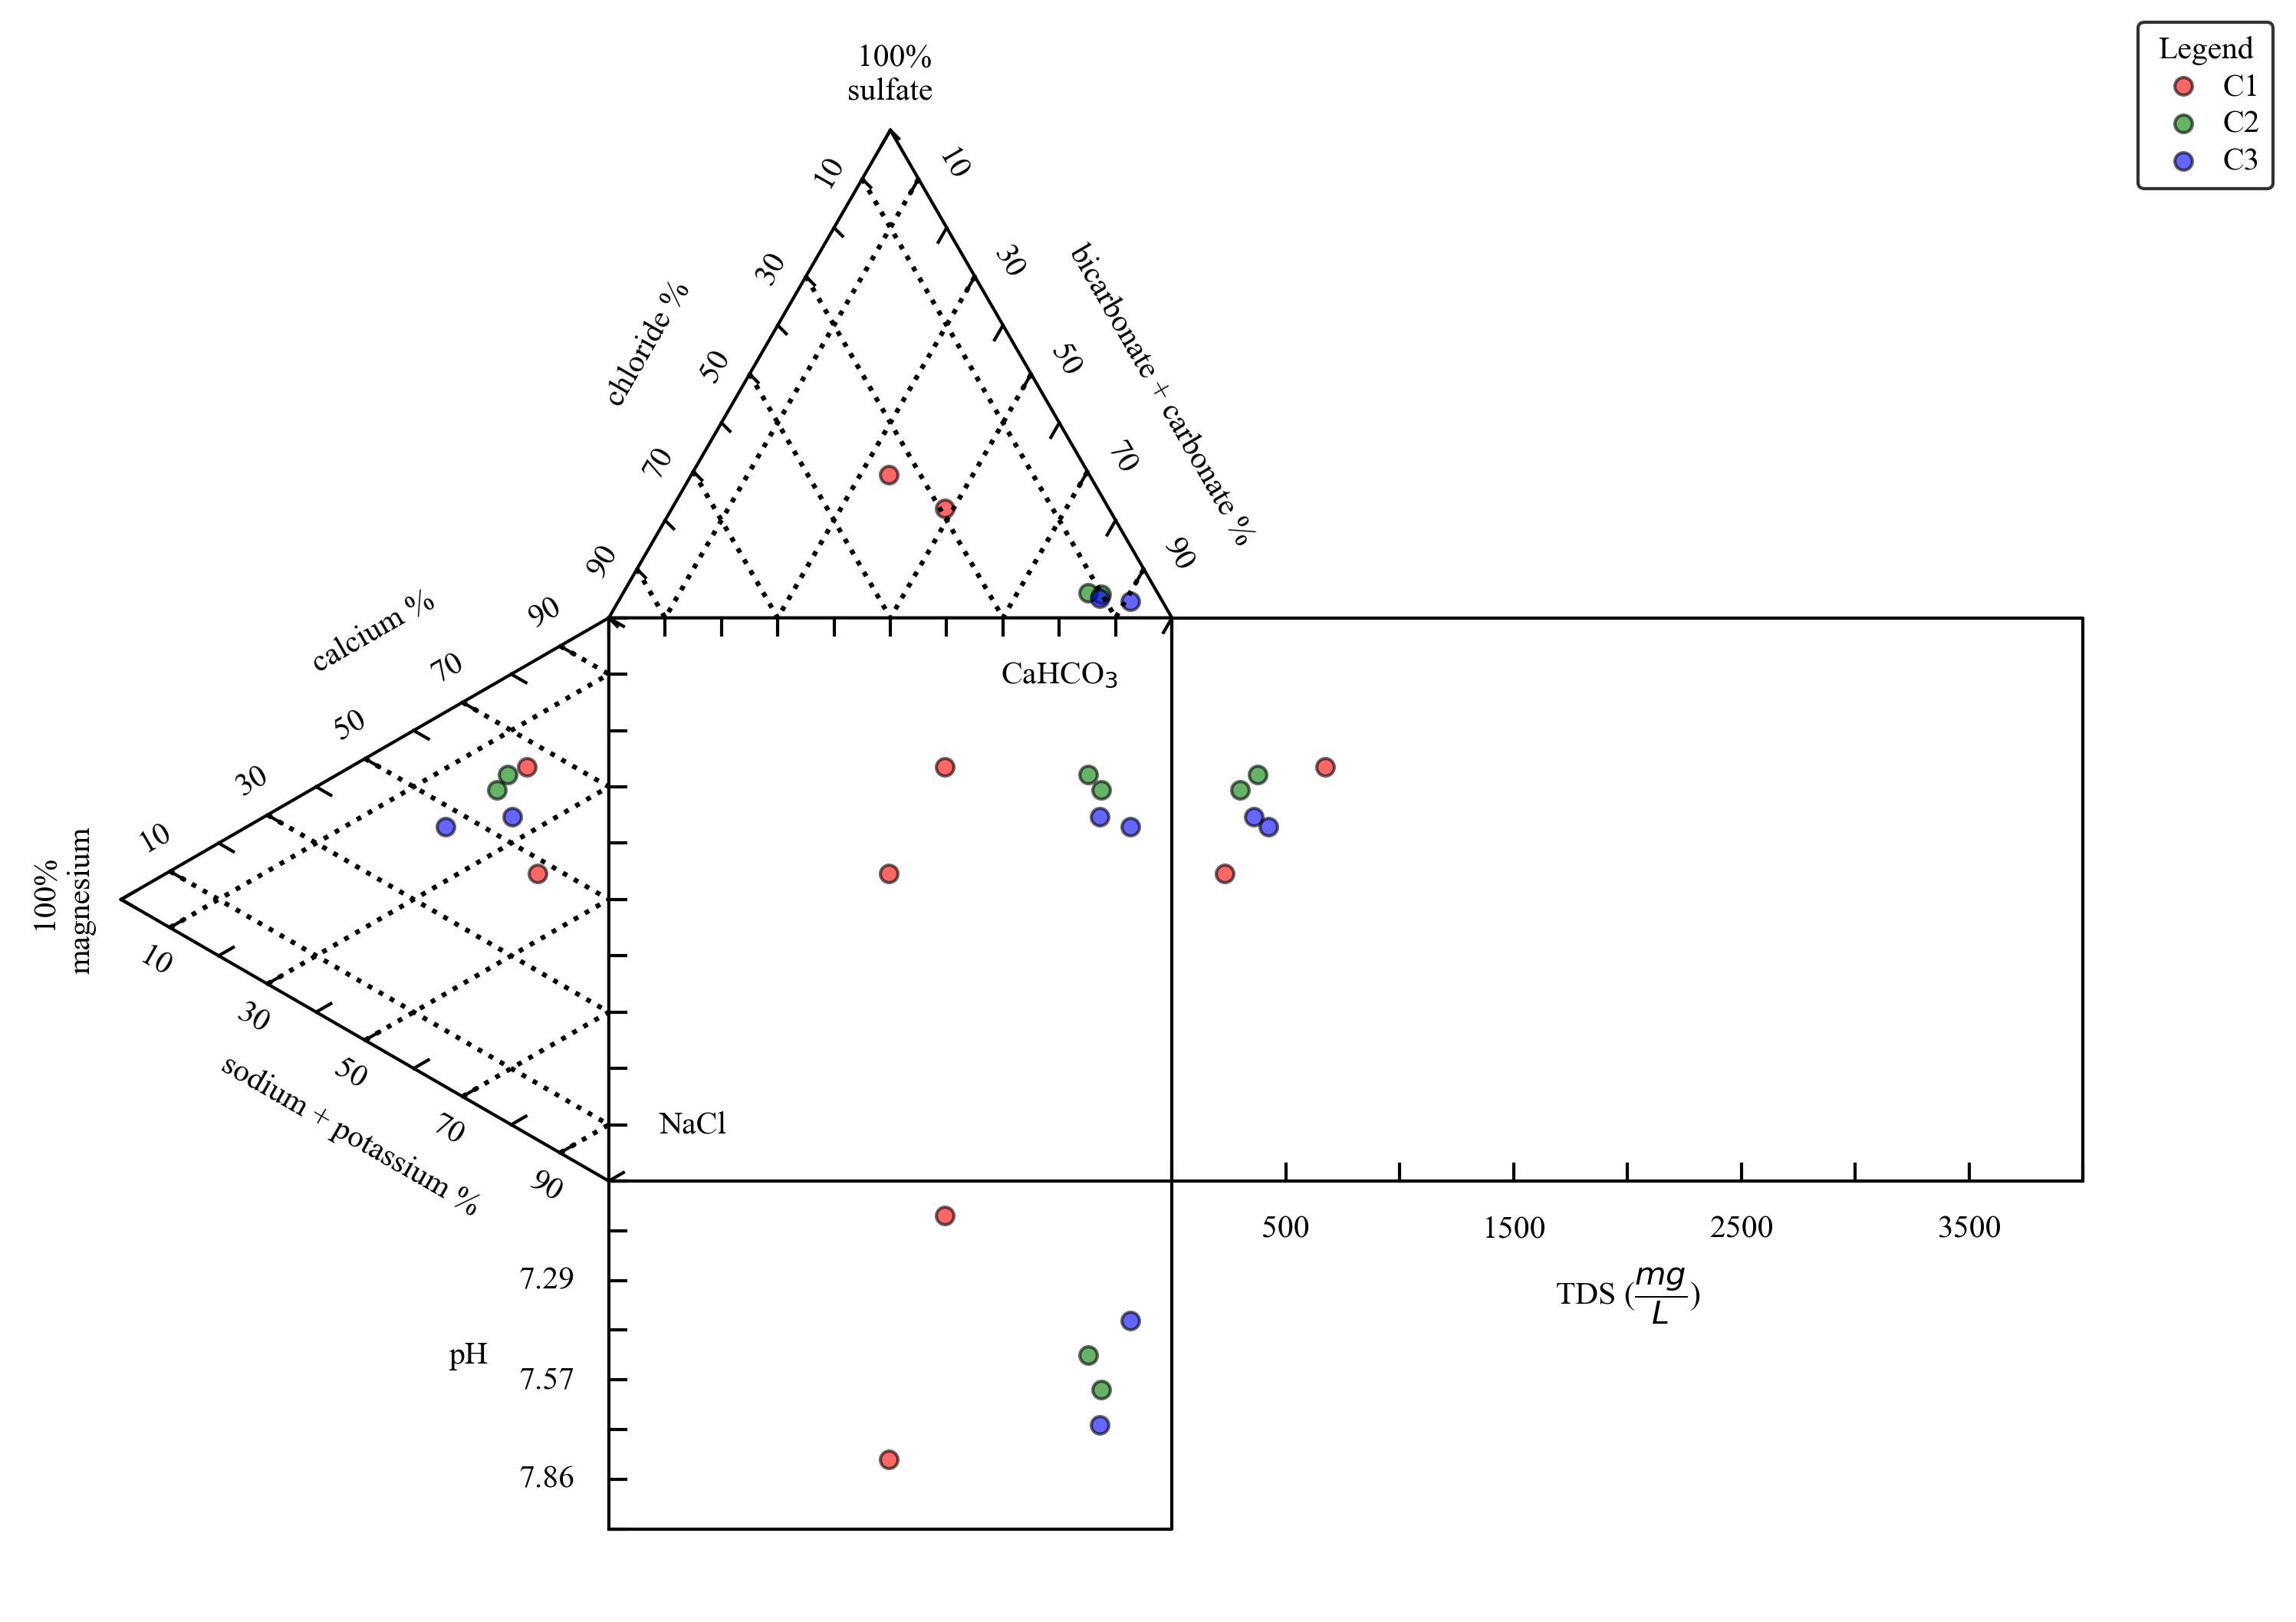 Legend
C1
C2
C3
100%
sulfate
10
30
50
70
90
chloride %
10
30
50
70
90
bicarbonate + carbonate %
calcium %
90
70
50
30
10
100%
magnesium
10
30
50
70
90
sodium + potassium %
CaHCO₃
NaCl
500
1500
2500
3500
TDS (mg/L)
7.29
7.57
7.86
pH